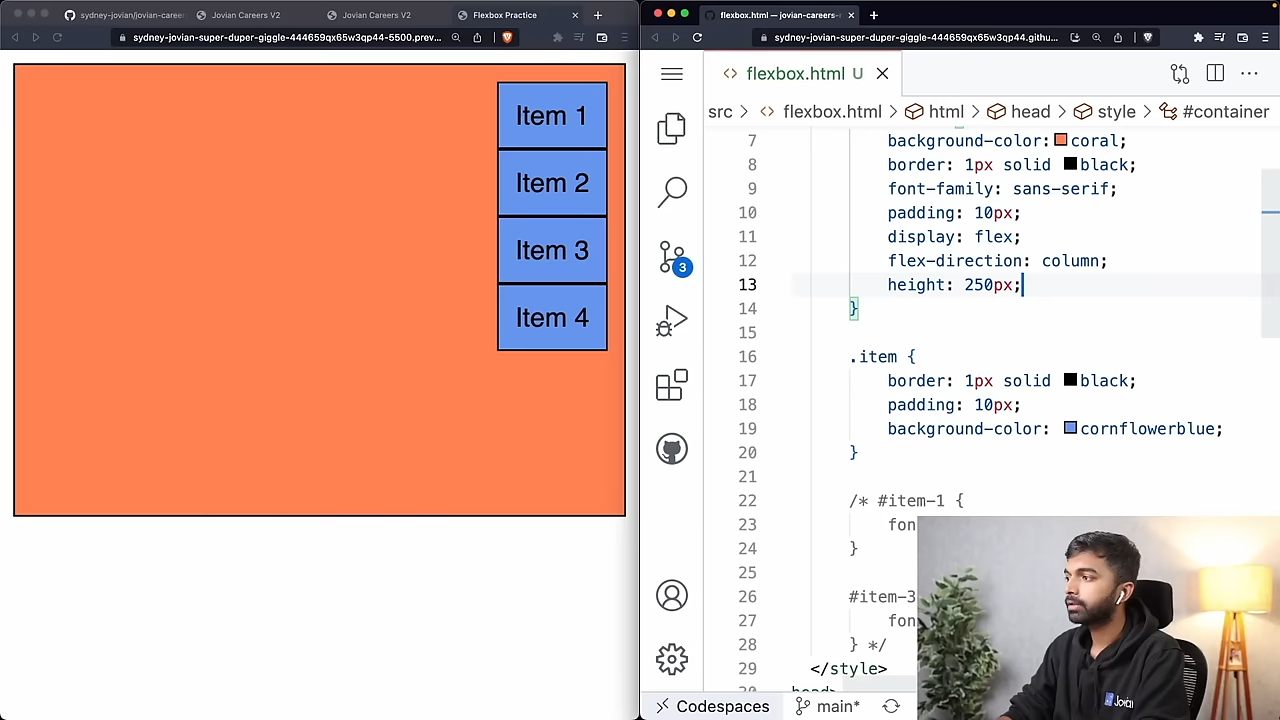 sydney-jovian/jovian-caree
Jovian Careers V2
Jovian Careers V2
Flexbox Practice
sydney-jovian-super-duper-giggle-444659qx65w3qp44-5500.prev...
Item 1
Item 2
Item 3
Item 4
flexbox.html — jovian-careers-
sydney-jovian-super-duper-giggle-444659qx65w3qp44.githu...
flexbox.html U
src > flexbox.html > html > head > style > #container
7 background-color: coral;
8 border: 1px solid black;
9 font-family: sans-serif;
10 padding: 10px;
11 display: flex;
12 flex-direction: column;
13 height: 250px;
14 }
15
16 .item {
17 border: 1px solid black;
18 padding: 10px;
19 background-color: cornflowerblue;
20 }
21
22 /* #item-1 {
23 fon
24 }
25
26 #item-3
27 fon
28 } */
29 </style>
3
Codespaces
main*
Jovian